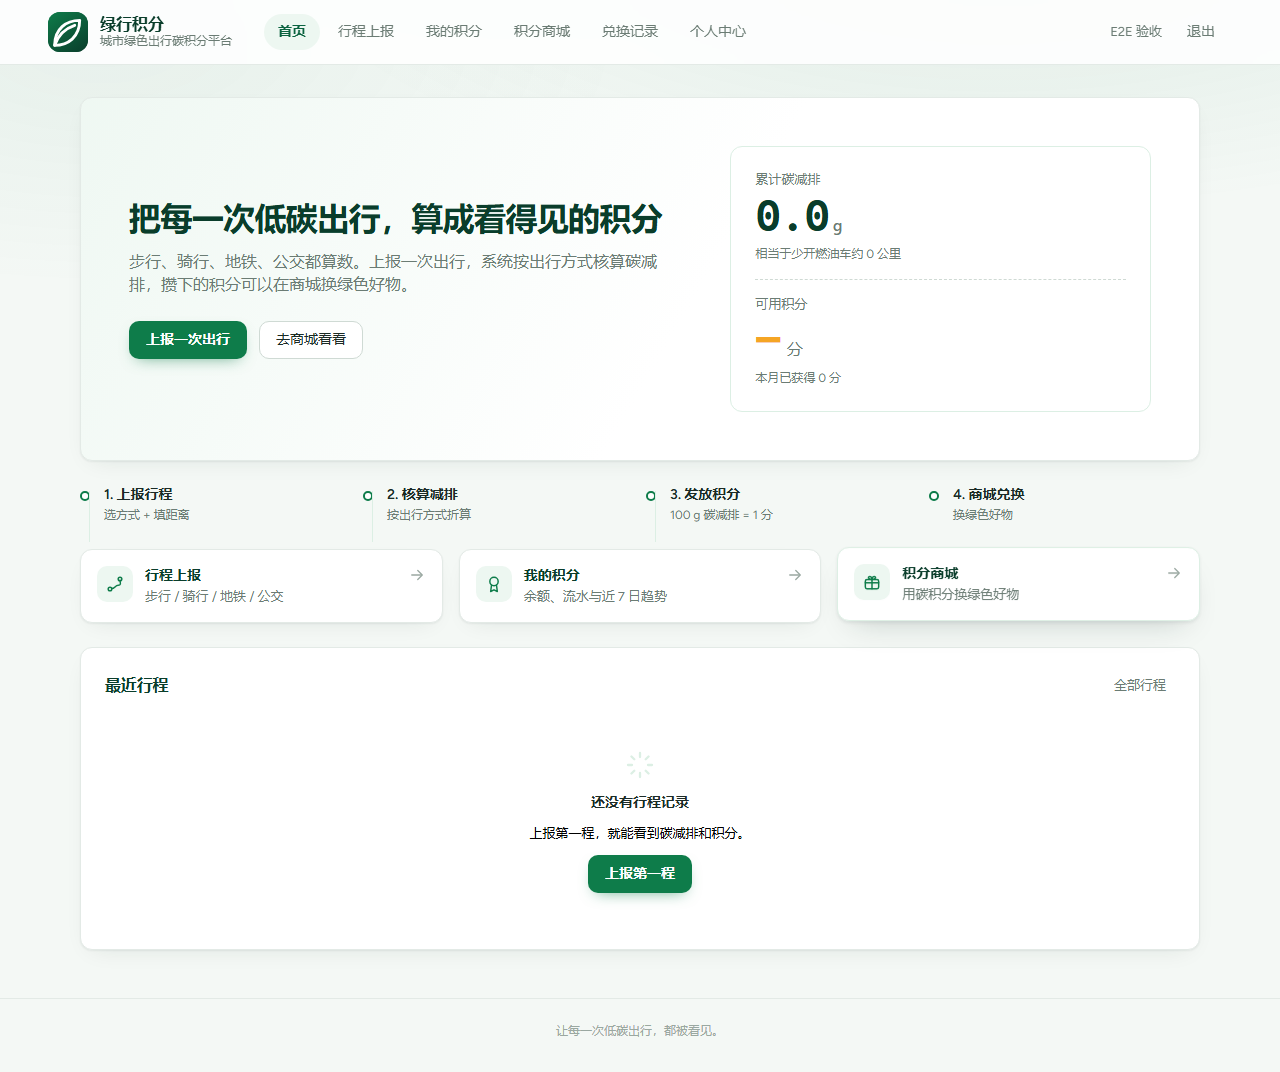 绿行积分
城市绿色出行碳积分平台
首页
行程上报
我的积分
积分商城
兑换记录
个人中心
E2E 验收
退出
把每一次低碳出行，算成看得见的积分
步行、骑行、地铁、公交都算数。上报一次出行，系统按出行方式核算碳减
排，攒下的积分可以在商城换绿色好物。
上报一次出行
去商城看看
累计碳减排
0.0 g
相当于少开燃油车约 0 公里
可用积分
— 分
本月已获得 0 分
1. 上报行程
选方式 + 填距离
2. 核算减排
按出行方式折算
3. 发放积分
100 g 碳减排 = 1 分
4. 商城兑换
换绿色好物
行程上报
步行 / 骑行 / 地铁 / 公交
我的积分
余额、流水与近 7 日趋势
积分商城
用碳积分换绿色好物
最近行程
全部行程
还没有行程记录
上报第一程，就能看到碳减排和积分。
上报第一程
让每一次低碳出行，都被看见。